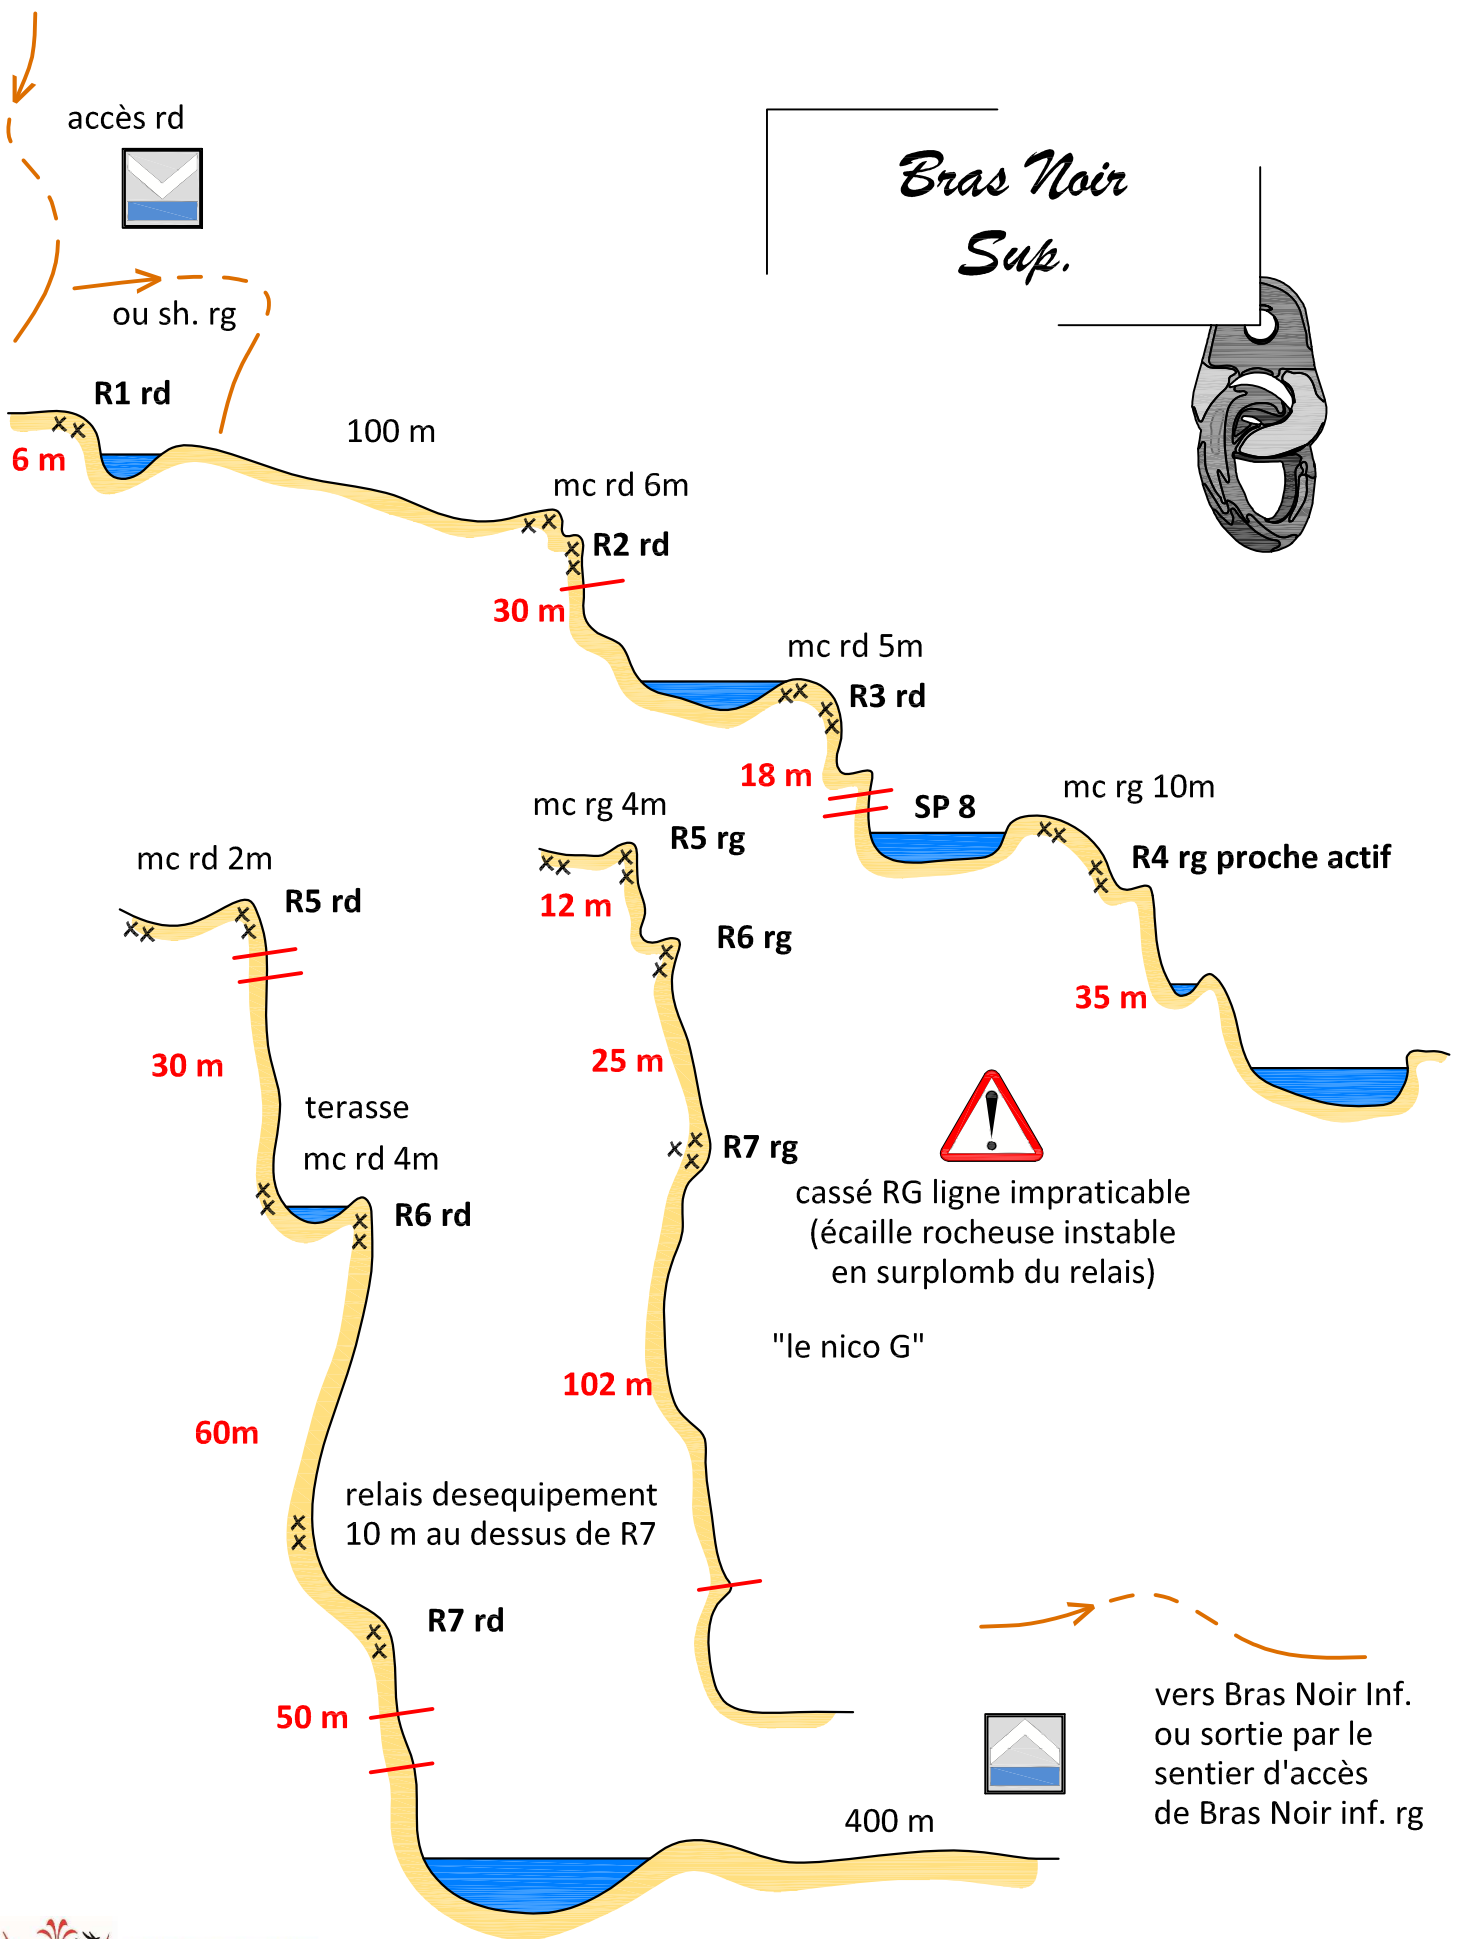 accès rd
Bras Noir
Sup.
ou sh. rg
R1 rd
6 m
100 m
mc rd 6m
R2 rd
30 m
mc rd 5m
R3 rd
18 m
SP 8
mc rg 10m
R4 rg proche actif
35 m
mc rg 4m
R5 rg
12 m
R6 rg
25 m
R7 rg
cassé RG ligne impraticable
(écaille rocheuse instable
en surplomb du relais)
"le nico G"
102 m
mc rd 2m
R5 rd
30 m
terasse
mc rd 4m
R6 rd
60m
relais desequipement
10 m au dessus de R7
R7 rd
50 m
400 m
vers Bras Noir Inf.
ou sortie par le
sentier d'accès
de Bras Noir inf. rg